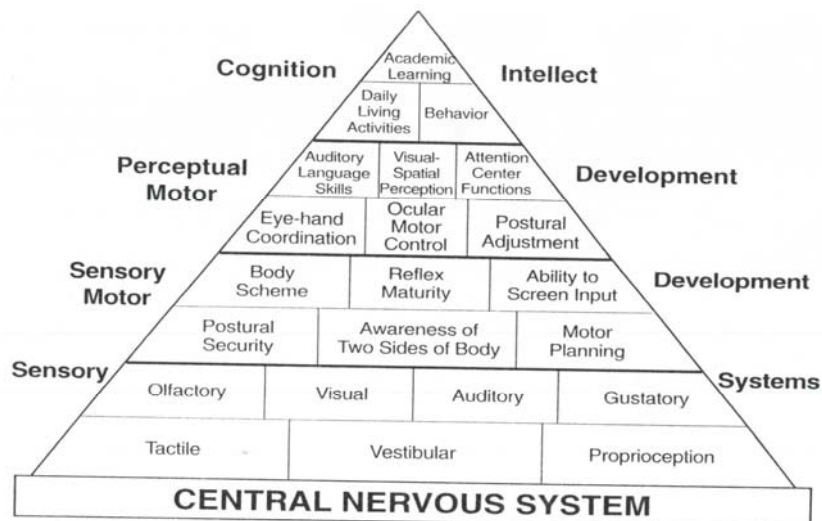 Academic
Learning
Cognition
Intellect
Daily
Living
Activities
Behavior
Perceptual
Motor
Auditory
Language
Skills
Visual-
Spatial
Perception
Attention
Center
Functions
Development
Eye-hand
Coordination
Ocular
Motor
Control
Postural
Adjustment
Sensory
Motor
Body
Scheme
Reflex
Maturity
Ability to
Screen Input
Development
Postural
Security
Awareness of
Two Sides of Body
Motor
Planning
Sensory
Systems
Olfactory
Visual
Auditory
Gustatory
Tactile
Vestibular
Proprioception
CENTRAL NERVOUS SYSTEM